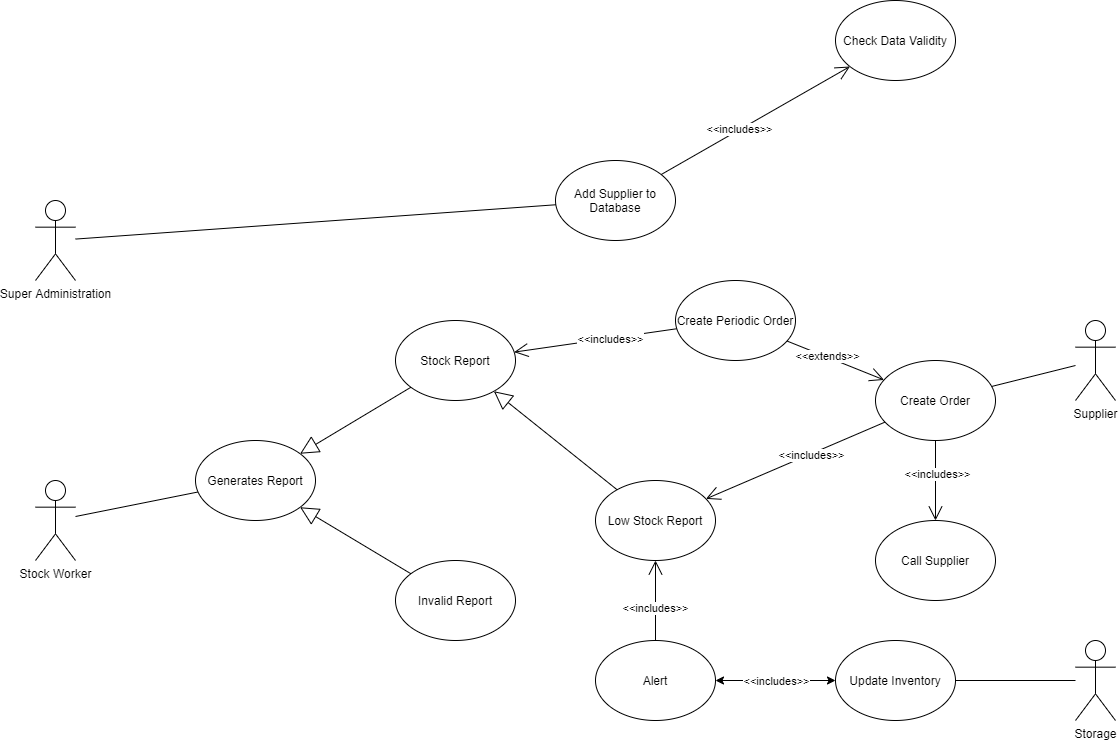 Check Data Validity
<<includes>>
Add Supplier to
Database
Super Administration
Create Periodic Order
<<includes>>
<<extends>>
Stock Report
Create Order
Supplier
<<includes>>
<<includes>>
Generates Report
Low Stock Report
Call Supplier
Stock Worker
Invalid Report
<<includes>>
Alert
<<includes>>
Update Inventory
Storage